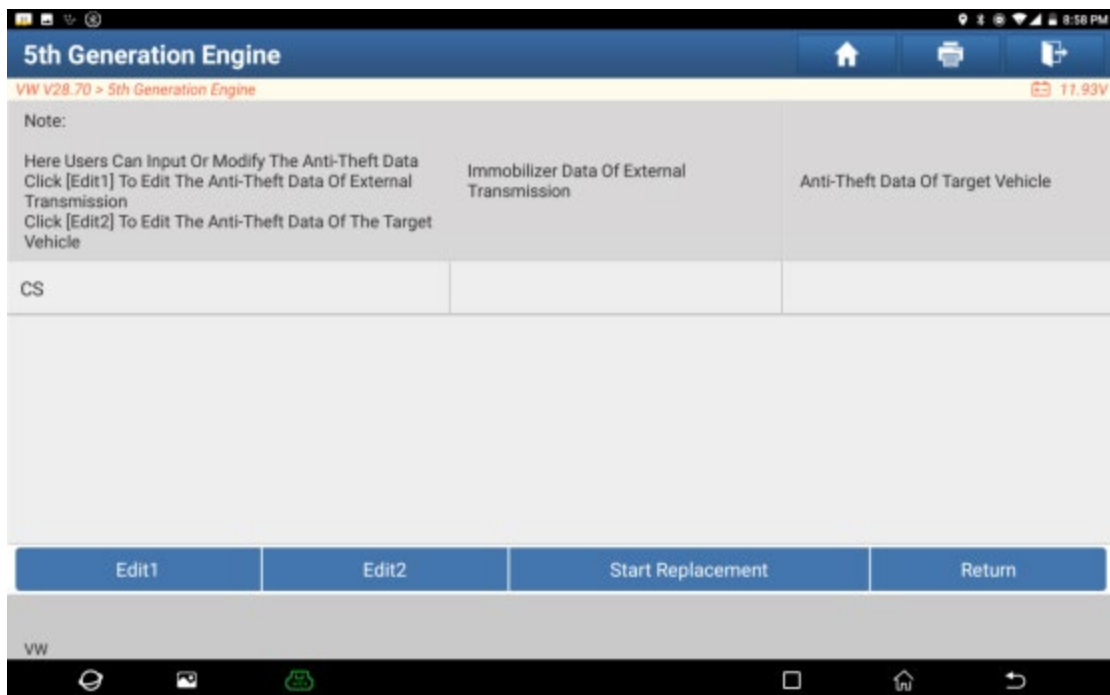 8:58 PM
5th Generation Engine
VW V28.70 > 5th Generation Engine
11.93V
Note:
Here Users Can Input Or Modify The Anti-Theft Data
Click [Edit1] To Edit The Anti-Theft Data Of External
Transmission
Click [Edit2] To Edit The Anti-Theft Data Of The Target
Vehicle
Immobilizer Data Of External
Transmission
Anti-Theft Data Of Target Vehicle
CS
Edit1
Edit2
Start Replacement
Return
VW